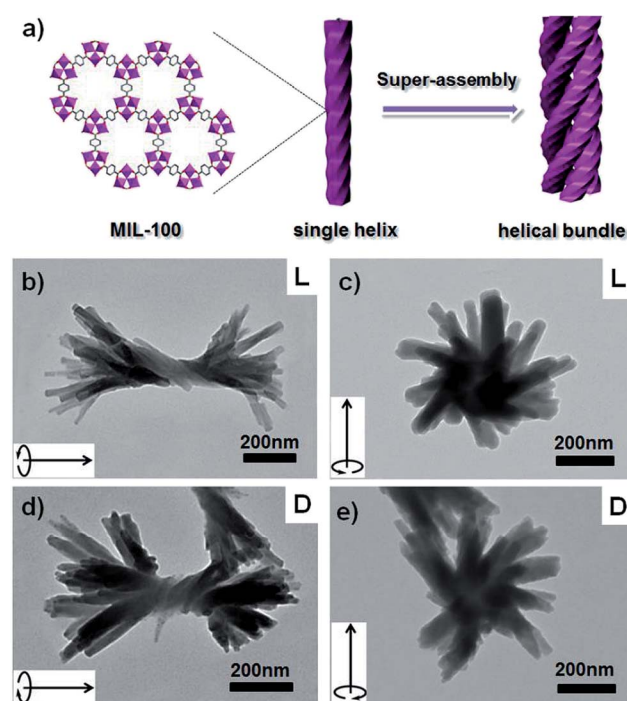 a)
Super-assembly
MIL-100
single helix
helical bundle
b)
L
200nm
c)
L
200nm
d)
D
200nm
e)
D
200nm